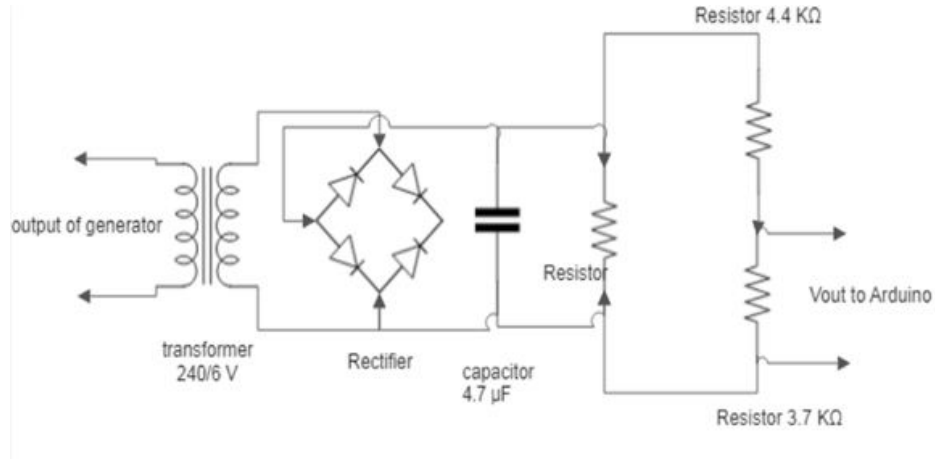 Resistor 4.4 KΩ
output of generator
Resistor
Vout to Arduino
transformer
240/6 V
Rectifier
capacitor
4.7 µF
Resistor 3.7 KΩ